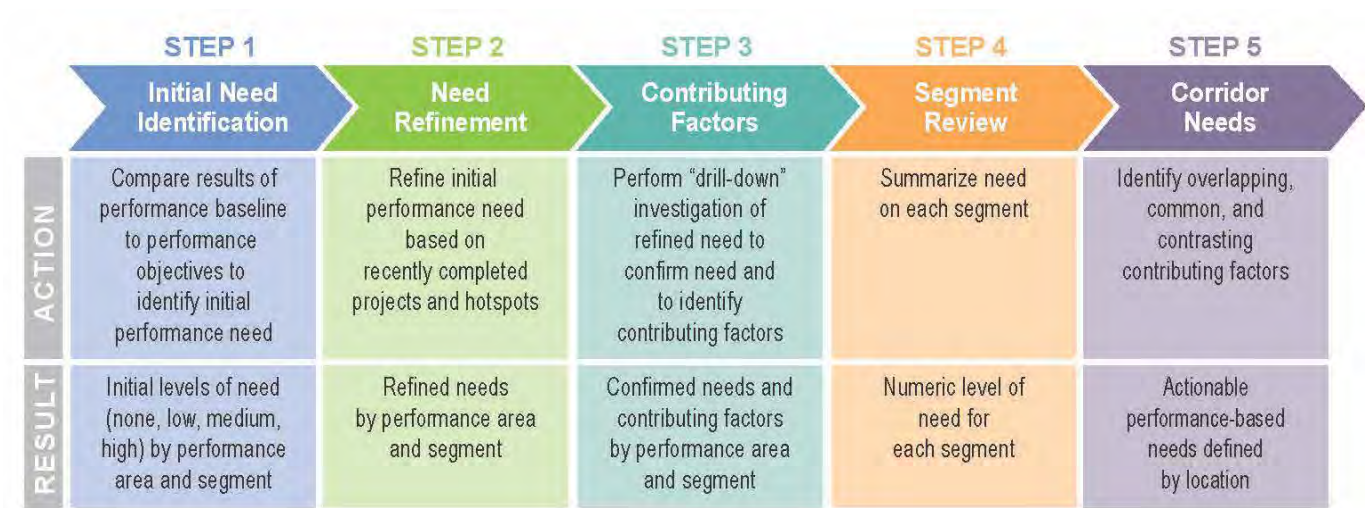 STEP 1
STEP 2
STEP 3
STEP 4
STEP 5
Initial Need
Identification
Need
Refinement
Contributing
Factors
Segment
Review
Corridor
Needs
ACTION
Compare results of
performance baseline
to performance
objectives to
identify initial
performance need
Refine initial
performance need
based on
recently completed
projects and hotspots
Perform “drill-down”
investigation of
refined need to
confirm need and
to identify
contributing factors
Summarize need
on each segment
Identify overlapping,
common, and
contrasting
contributing factors
RESULT
Initial levels of need
(none, low, medium,
high) by performance
area and segment
Refined needs
by performance area
and segment
Confirmed needs and
contributing factors
by performance area
and segment
Numeric level of
need for
each segment
Actionable
performance-based
needs defined
by location